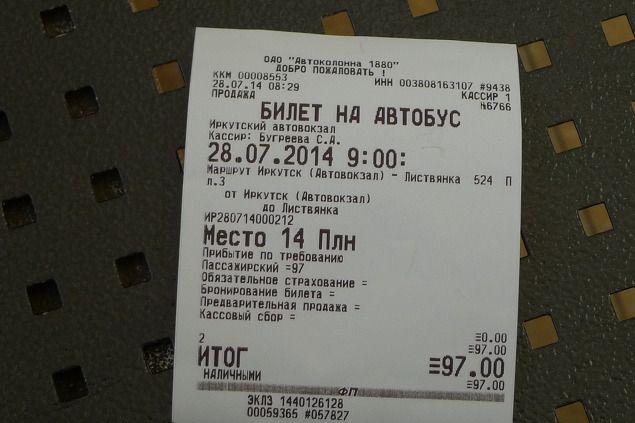 ОАО "Автоколонна 1880"
ДОБРО ПОЖАЛОВАТЬ !
ККМ 00008553 ИНН 003808163107 #9438
28.07.14 08:29 КАССИР 1
ПРОДАЖА №6766
БИЛЕТ НА АВТОБУС
Иркутский автовокзал
Кассир: Бугреева С.А.
28.07.2014 9:00:
Маршрут Иркутск (Автовокзал) - Листвянка 524 П
л.3
от Иркутск (Автовокзал)
до Листвянка
ИР280714000212
Место 14 Плн
Прибытие по требованию
Пассажирский =97
Обязательное страхование =
Бронирование билета =
Предварительная продажа =
Кассовый сбор =
≡0.00
2 ≡97.00
ИТОГ ≡97.00
НАЛИЧНЫМИ ≡97.00
ФП
ЭКЛЗ 1440126128
00059365 #057827